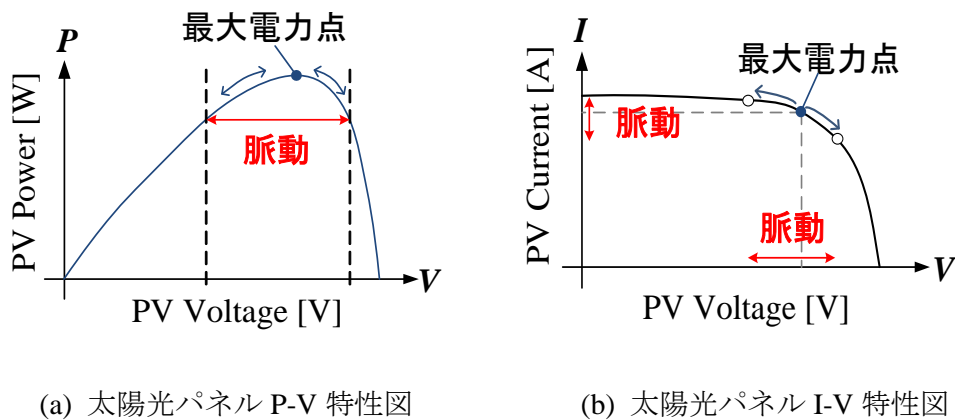 最大電力点
P
PV Power [W]
脈動
V
PV Voltage [V]
(a) 太陽光パネル P-V 特性図
I
最大電力点
PV Current [A]
脈動
脈動
V
PV Voltage [V]
(b) 太陽光パネル I-V 特性図